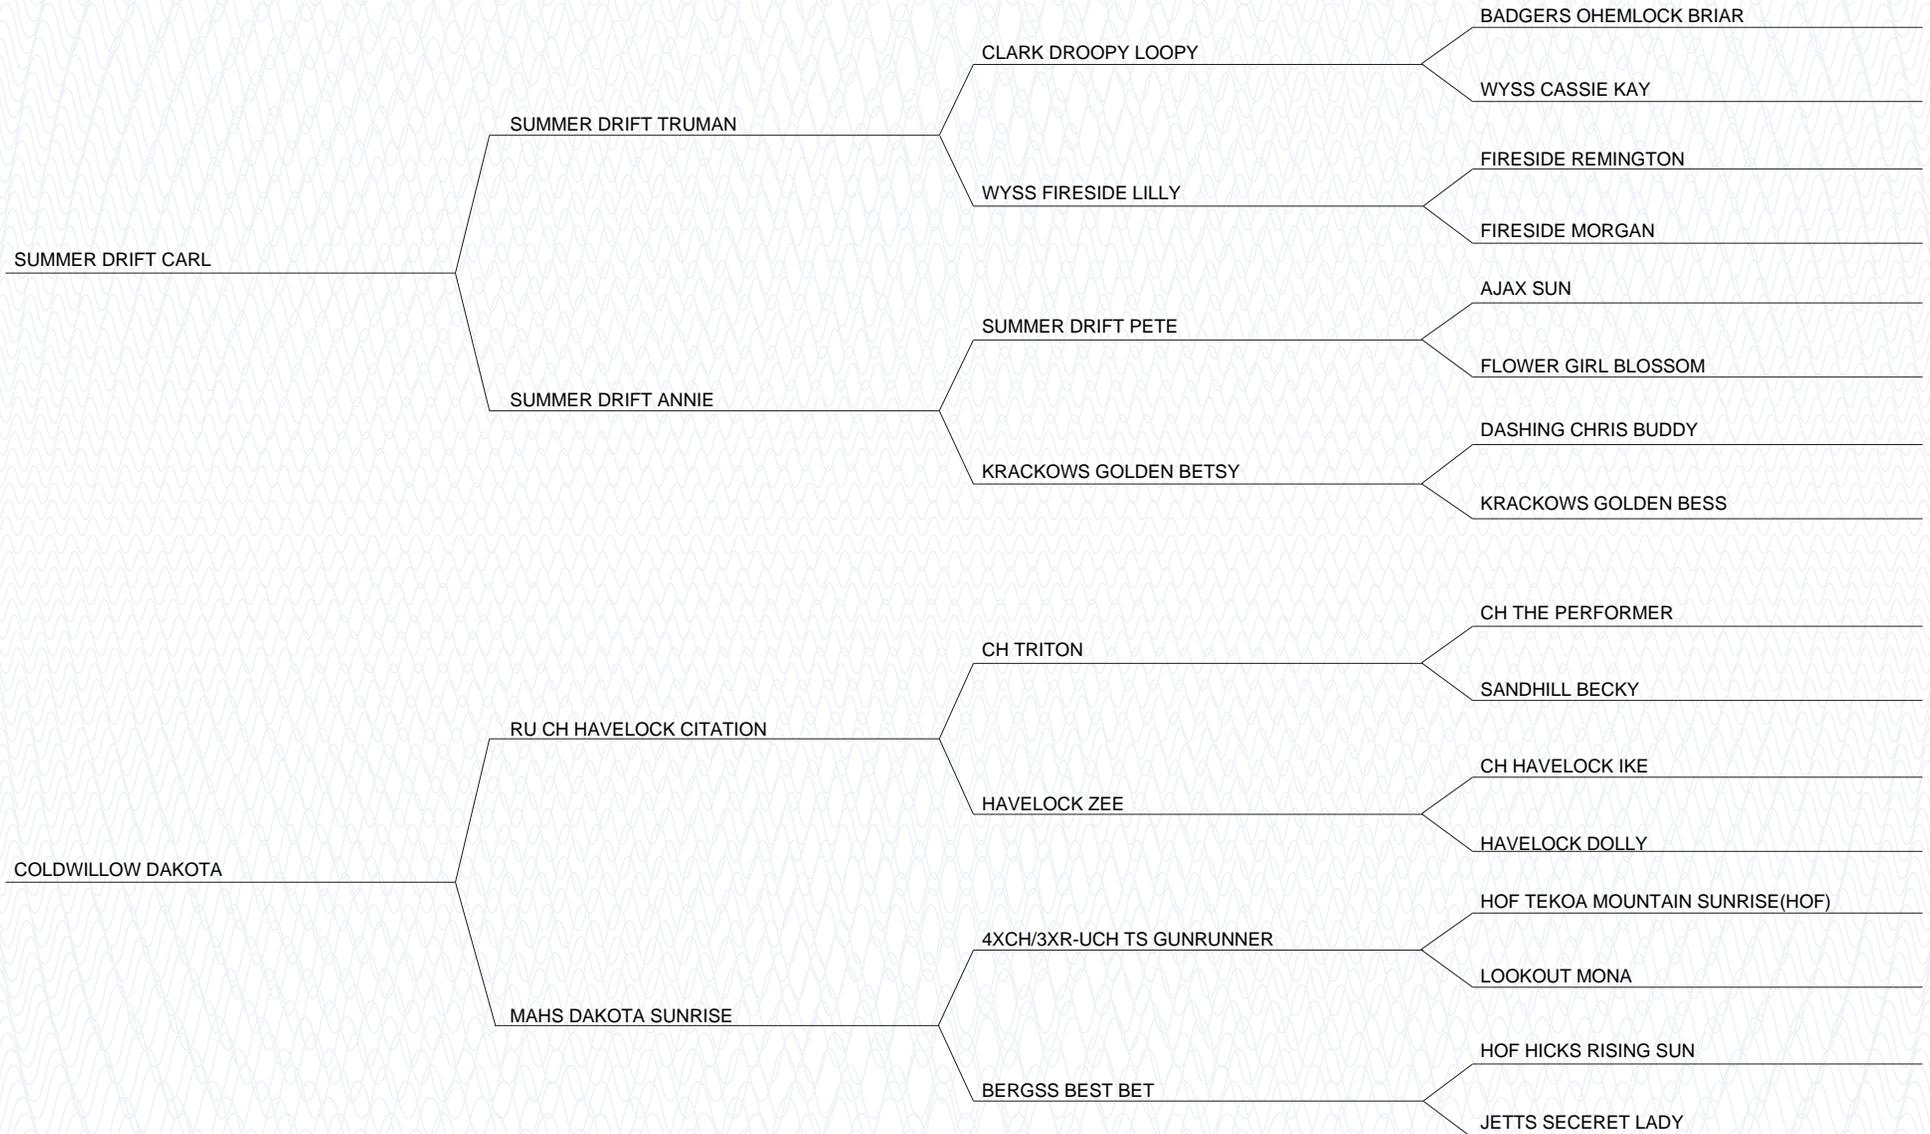 BADGERS OHEMLOCK BRIAR
CLARK DROOPY LOOPY
WYSS CASSIE KAY
SUMMER DRIFT TRUMAN
FIRESIDE REMINGTON
WYSS FIRESIDE LILLY
FIRESIDE MORGAN
SUMMER DRIFT CARL
AJAX SUN
SUMMER DRIFT PETE
FLOWER GIRL BLOSSOM
SUMMER DRIFT ANNIE
DASHING CHRIS BUDDY
KRACKOWS GOLDEN BETSY
KRACKOWS GOLDEN BESS
CH THE PERFORMER
CH TRITON
SANDHILL BECKY
RU CH HAVELOCK CITATION
CH HAVELOCK IKE
HAVELOCK ZEE
HAVELOCK DOLLY
COLDWILLOW DAKOTA
HOF TEKOA MOUNTAIN SUNRISE(HOF)
4XCH/3XR-UCH TS GUNRUNNER
LOOKOUT MONA
MAHS DAKOTA SUNRISE
HOF HICKS RISING SUN
BERGSS BEST BET
JETTS SECERET LADY